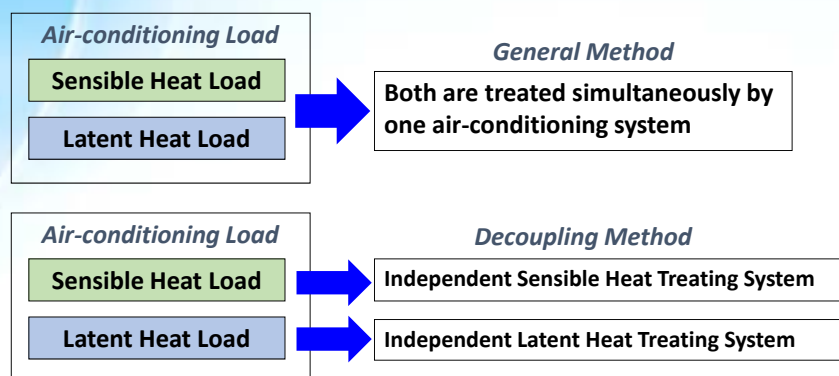 Air-conditioning Load
Sensible Heat Load
Latent Heat Load
General Method
Both are treated simultaneously by
one air-conditioning system
Air-conditioning Load
Sensible Heat Load
Latent Heat Load
Decoupling Method
Independent Sensible Heat Treating System
Independent Latent Heat Treating System